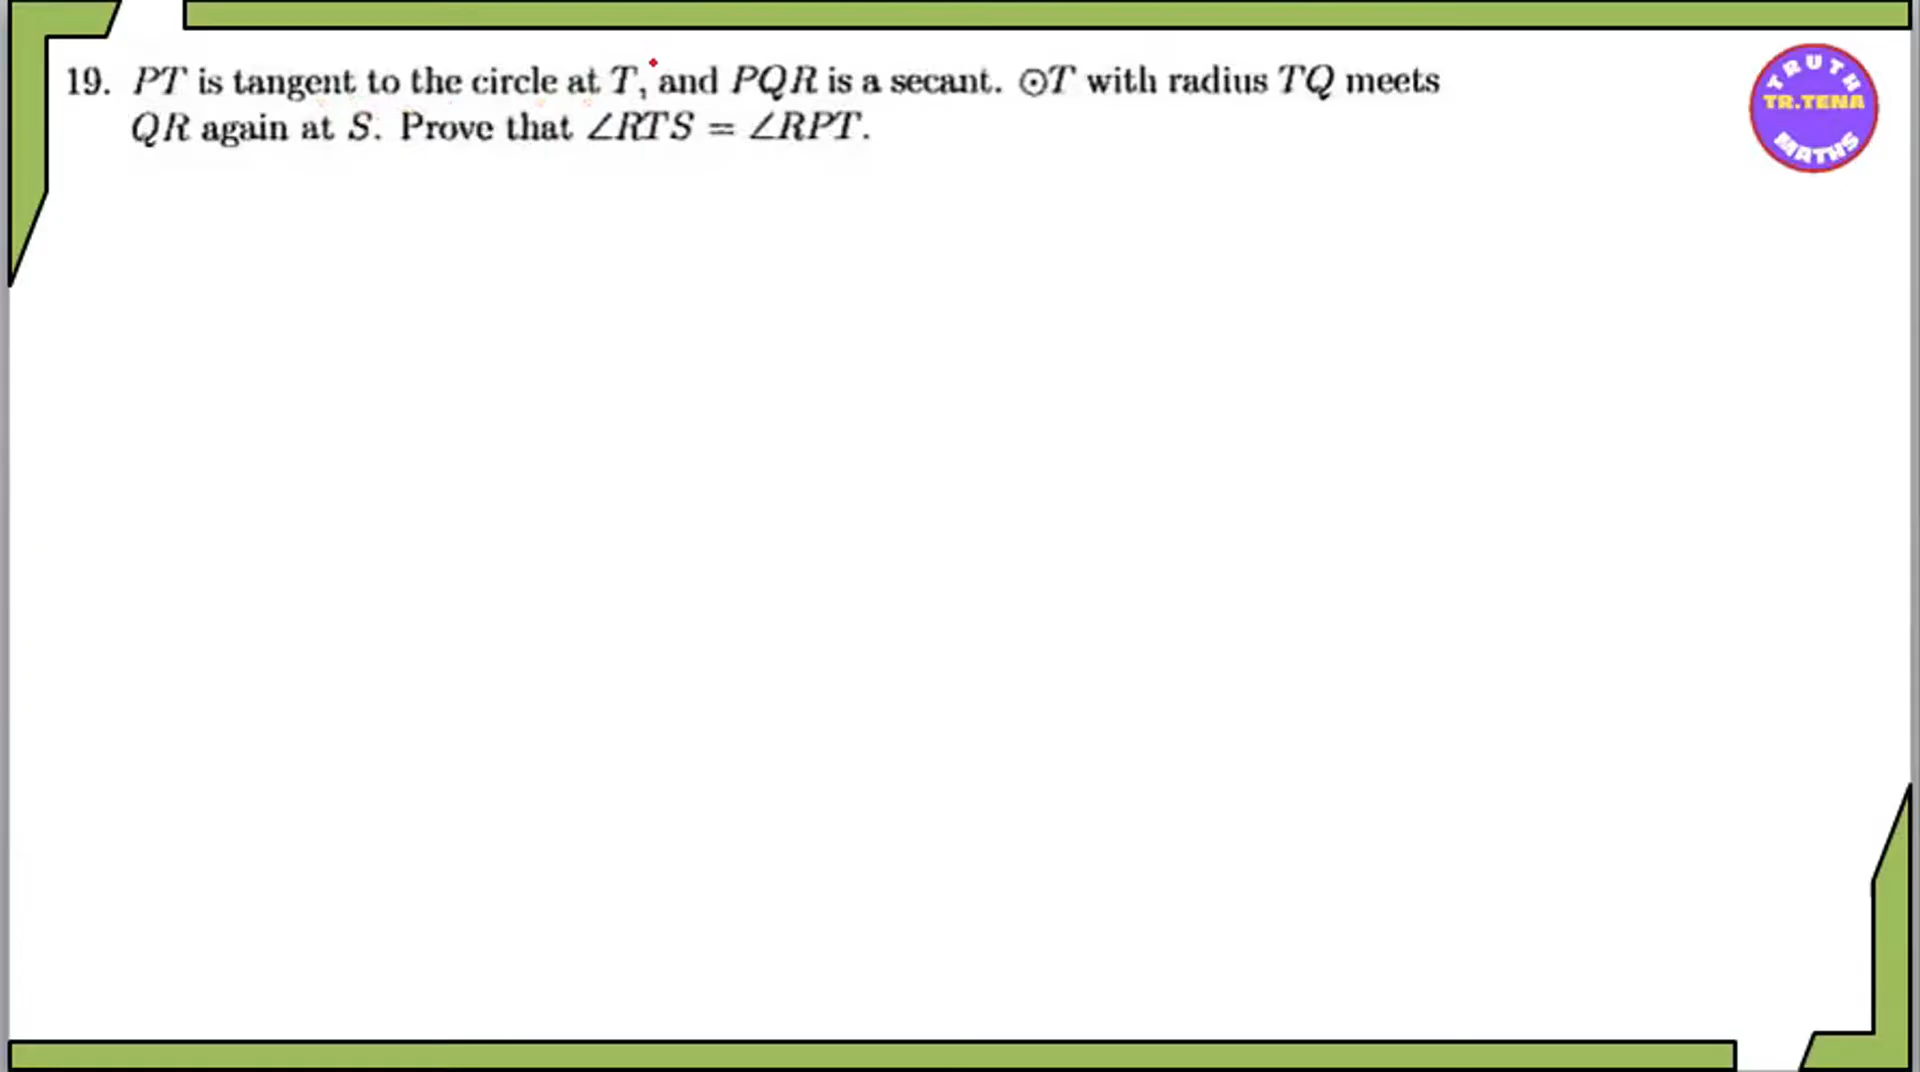 19. PT is tangent to the circle at T, and PQR is a secant. ⊙T with radius TQ meets
QR again at S. Prove that ∠RTS = ∠RPT.
TRUTH
TR.TENA
MATHS